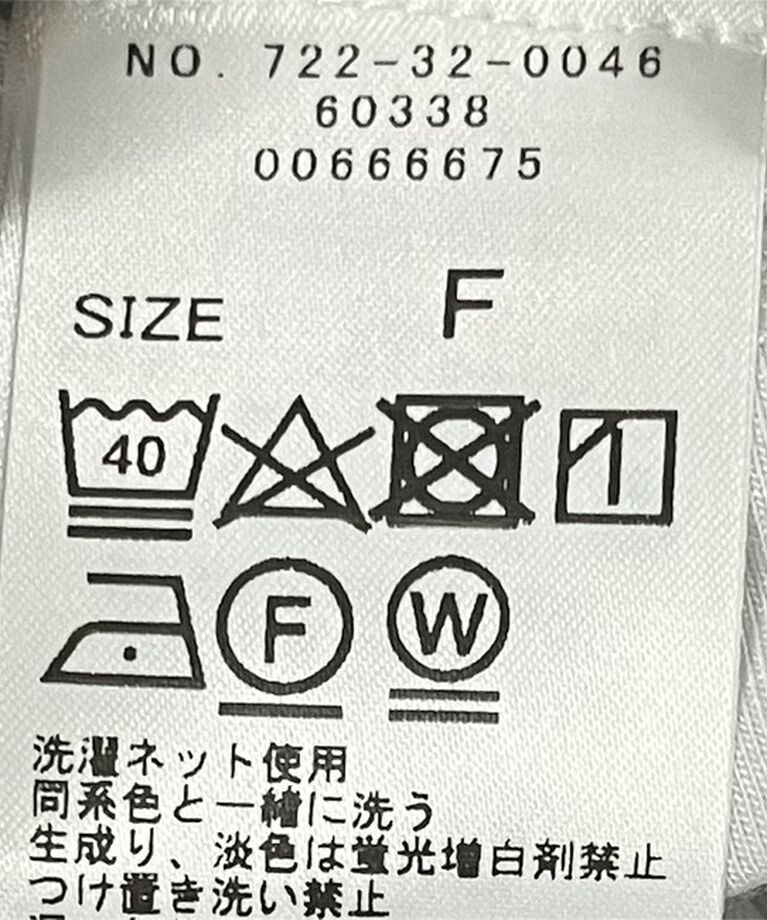 NO. 722-32-0046
60338
00666675
SIZE F
40
F W
洗濯ネット使用
同系色と一緒に洗う
生成り、淡色は蛍光増白剤禁止
つけ置き洗い禁止